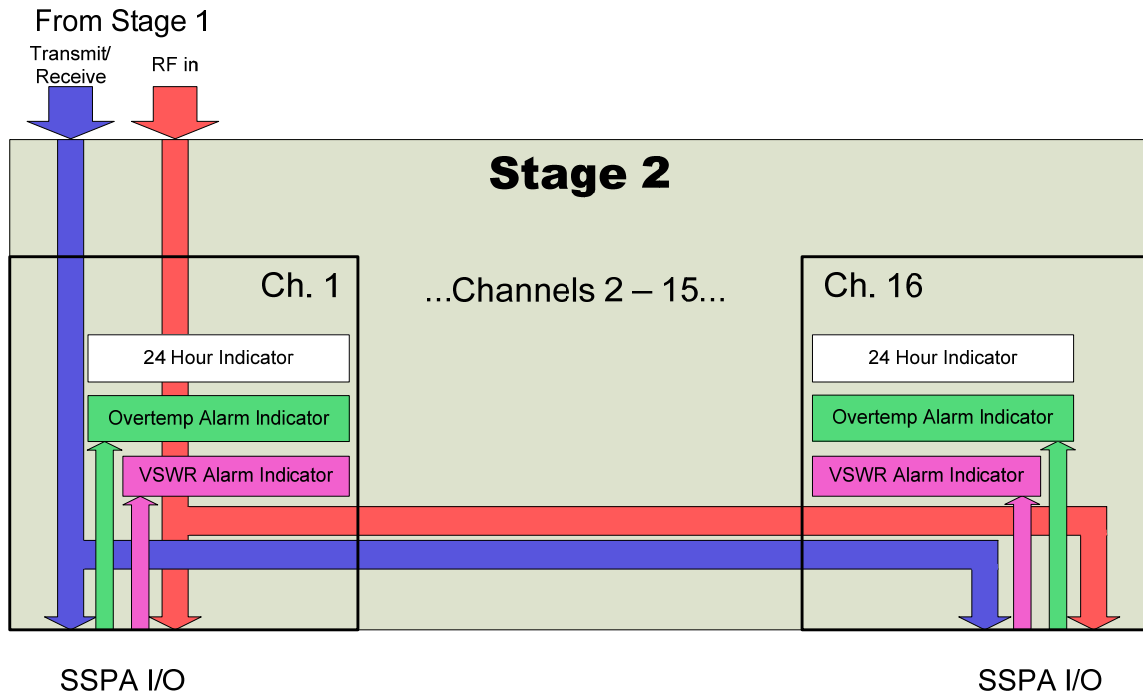 From Stage 1
Transmit/
Receive
RF in
Stage 2
Ch. 1
...Channels 2 – 15...
Ch. 16
24 Hour Indicator
24 Hour Indicator
Overtemp Alarm Indicator
Overtemp Alarm Indicator
VSWR Alarm Indicator
VSWR Alarm Indicator
SSPA I/O
SSPA I/O